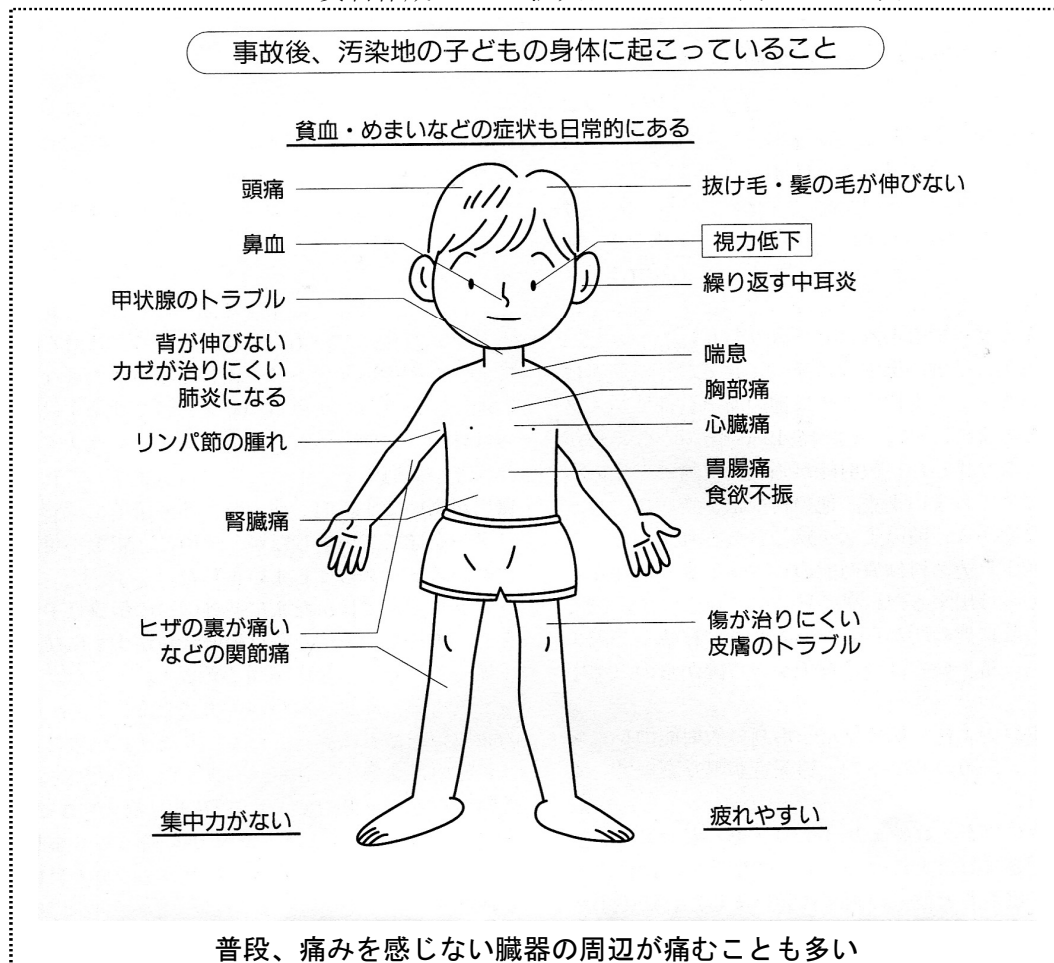 事故後、汚染地の子どもの身体に起こっていること
貧血・めまいなどの症状も日常的にある
頭痛
鼻血
甲状腺のトラブル
背が伸びない
カゼが治りにくい
肺炎になる
リンパ節の腫れ
腎臓痛
ヒザの裏が痛い
などの関節痛
集中力がない
抜け毛・髪の毛が伸びない
視力低下
繰り返す中耳炎
喘息
胸部痛
心臓痛
胃腸痛
食欲不振
傷が治りにくい
皮膚のトラブル
疲れやすい
普段、痛みを感じない臓器の周辺が痛むことも多い